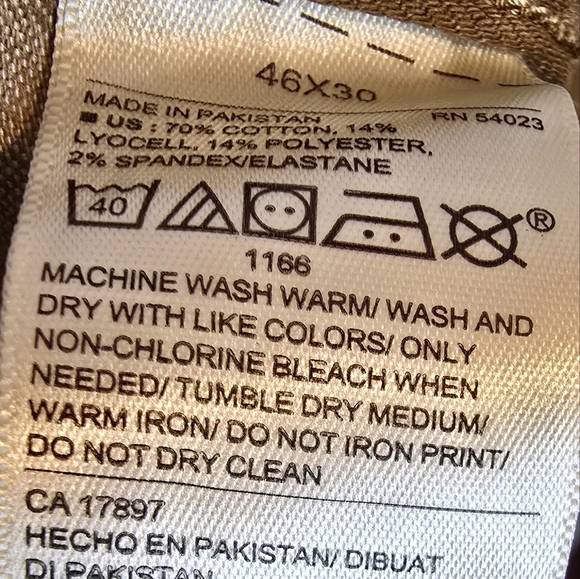 46X30
MADE IN PAKISTAN RN 54023
US : 70% COTTON, 14%
LYOCELL, 14% POLYESTER,
2% SPANDEX/ELASTANE
40 ®
1166
MACHINE WASH WARM/ WASH AND
DRY WITH LIKE COLORS/ ONLY
NON-CHLORINE BLEACH WHEN
NEEDED/ TUMBLE DRY MEDIUM/
WARM IRON/ DO NOT IRON PRINT/
DO NOT DRY CLEAN
CA 17897
HECHO EN PAKISTAN/ DIBUAT
DI PAKISTAN